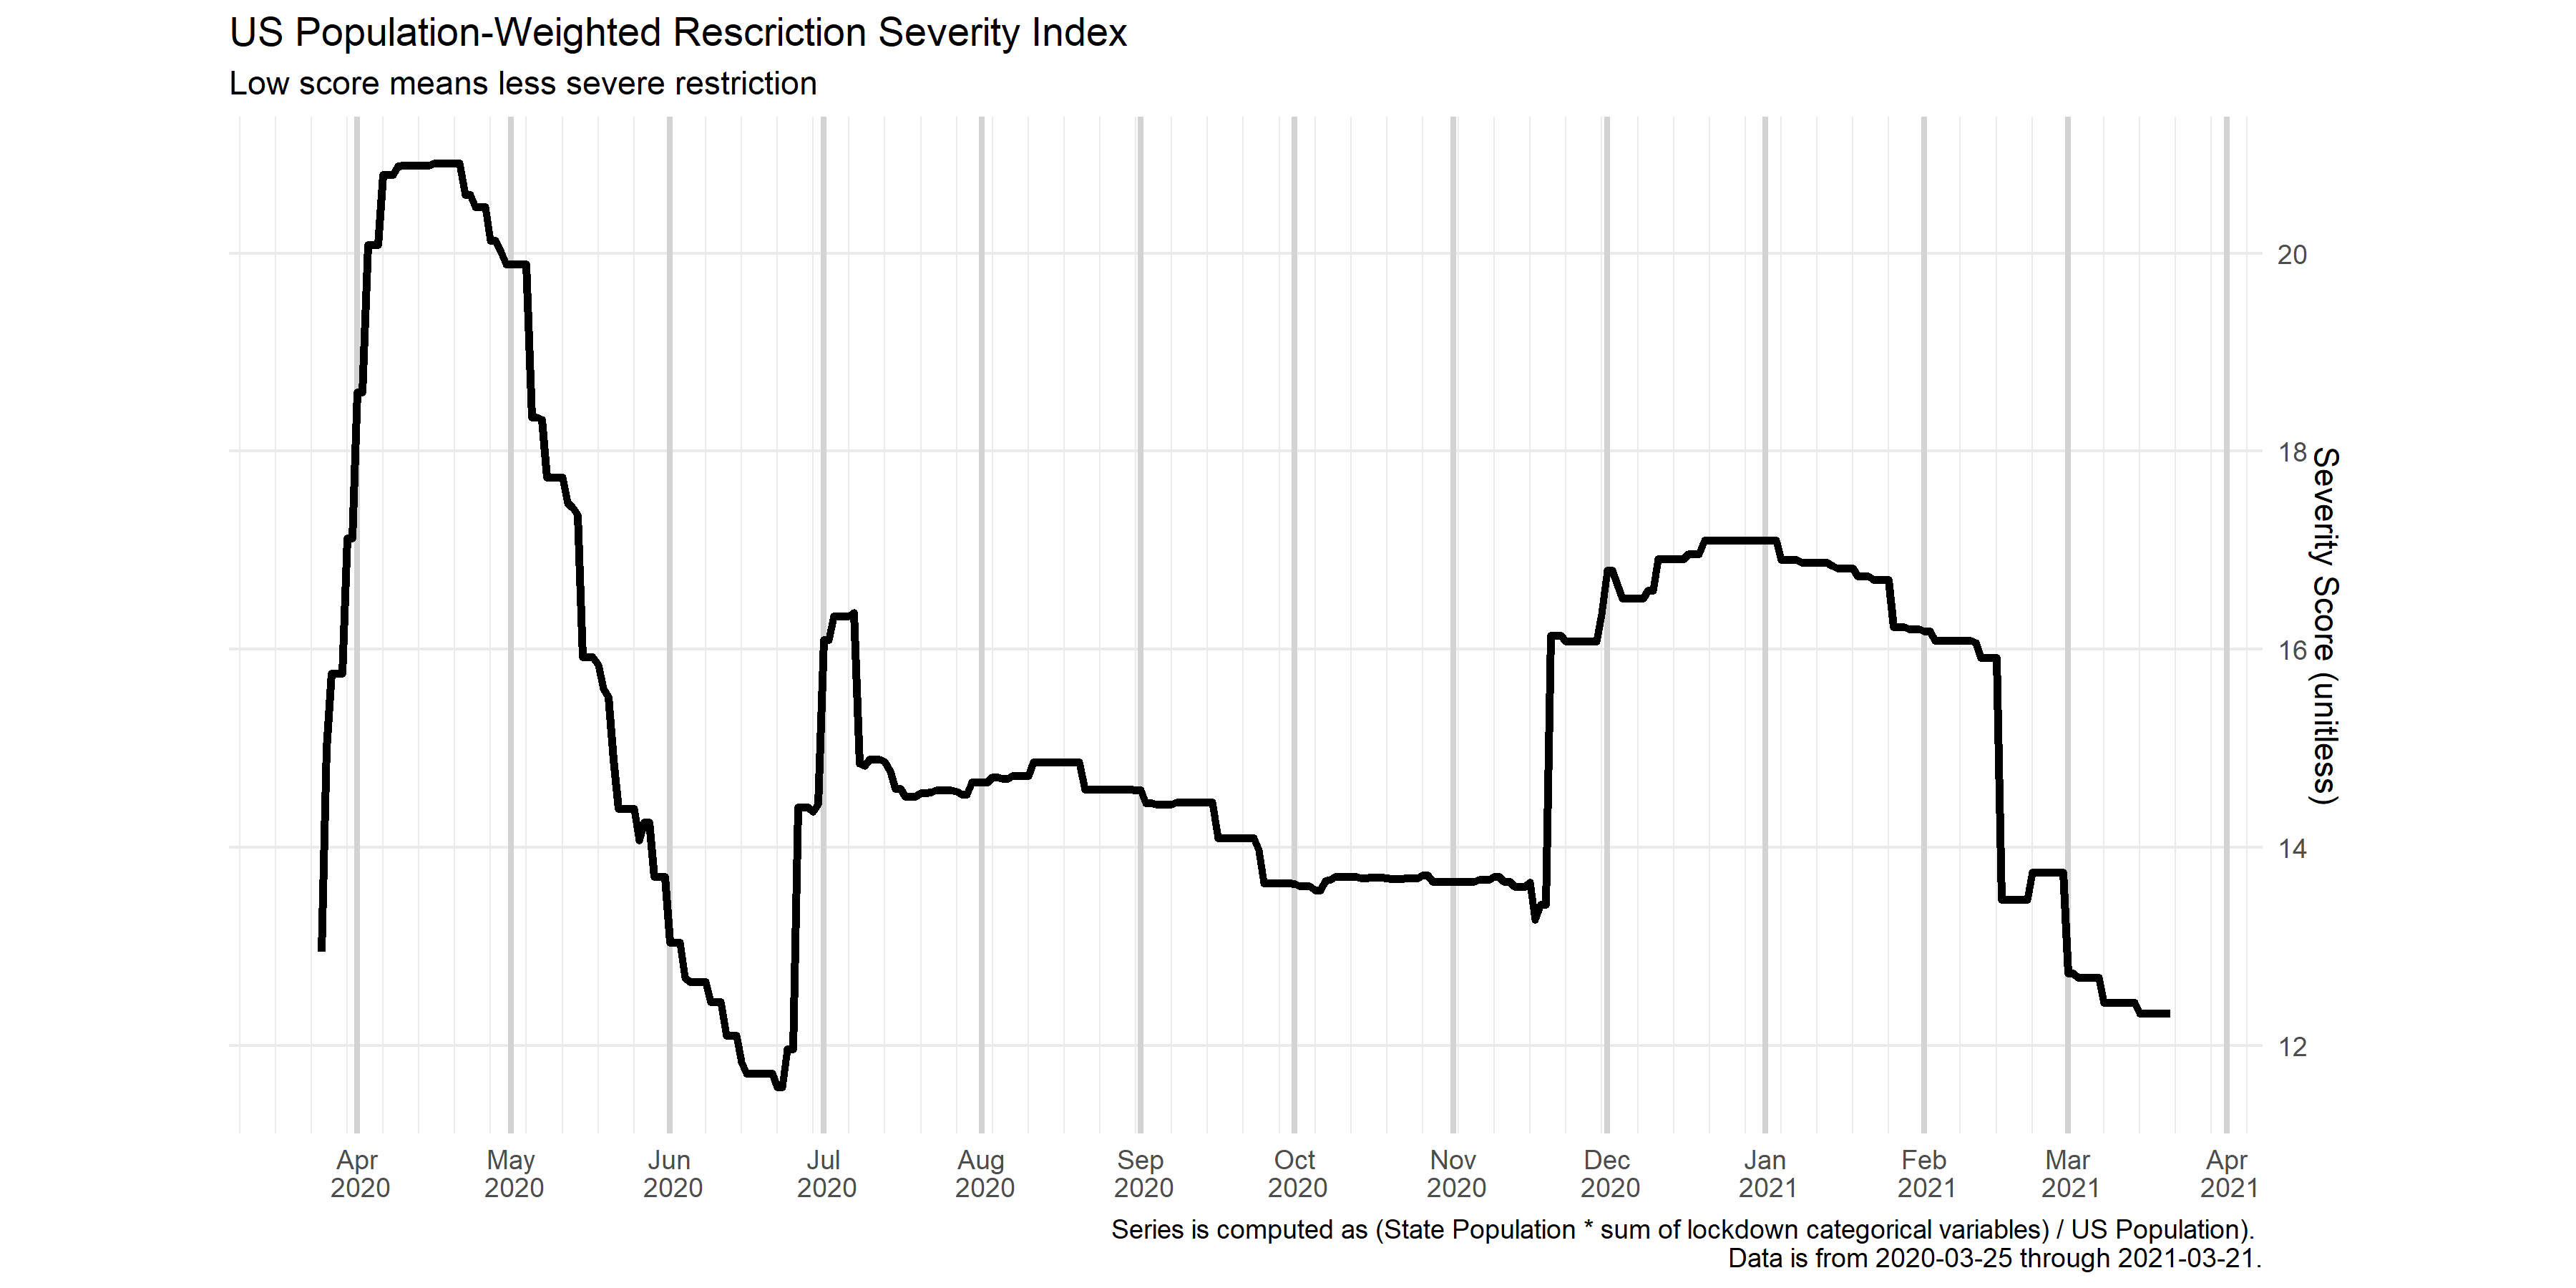 US Population-Weighted Rescriction Severity Index
Low score means less severe restriction
20
18
16
14
12
Severity Score (unitless)
Apr 2020
May 2020
Jun 2020
Jul 2020
Aug 2020
Sep 2020
Oct 2020
Nov 2020
Dec 2020
Jan 2021
Feb 2021
Mar 2021
Apr 2021
Series is computed as (State Population * sum of lockdown categorical variables) / US Population).
Data is from 2020-03-25 through 2021-03-21.